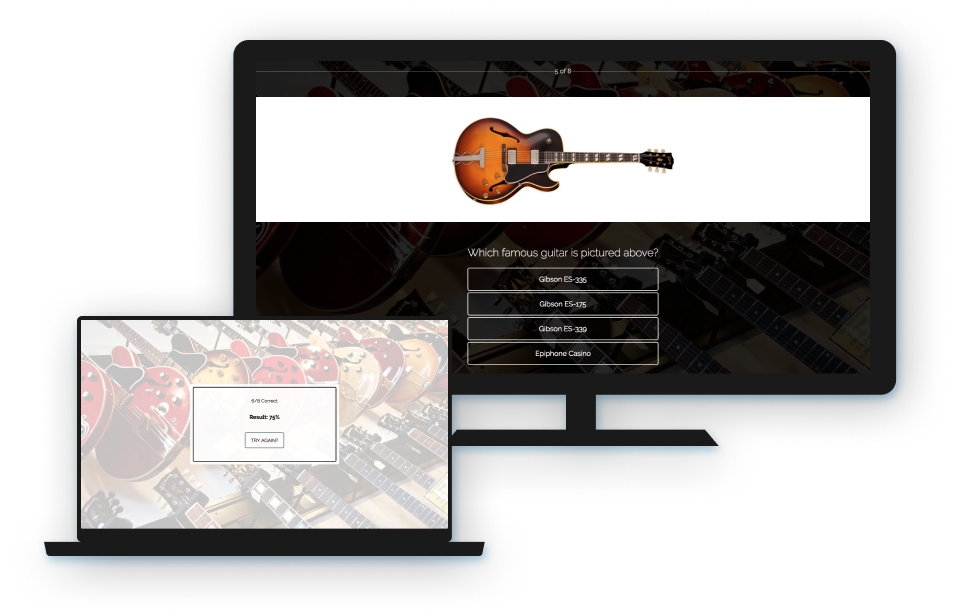 5 of 8
Which famous guitar is pictured above?
Gibson ES-335
Gibson ES-175
Gibson ES-339
Epiphone Casino
6/8 Correct
Result: 75%
TRY AGAIN?